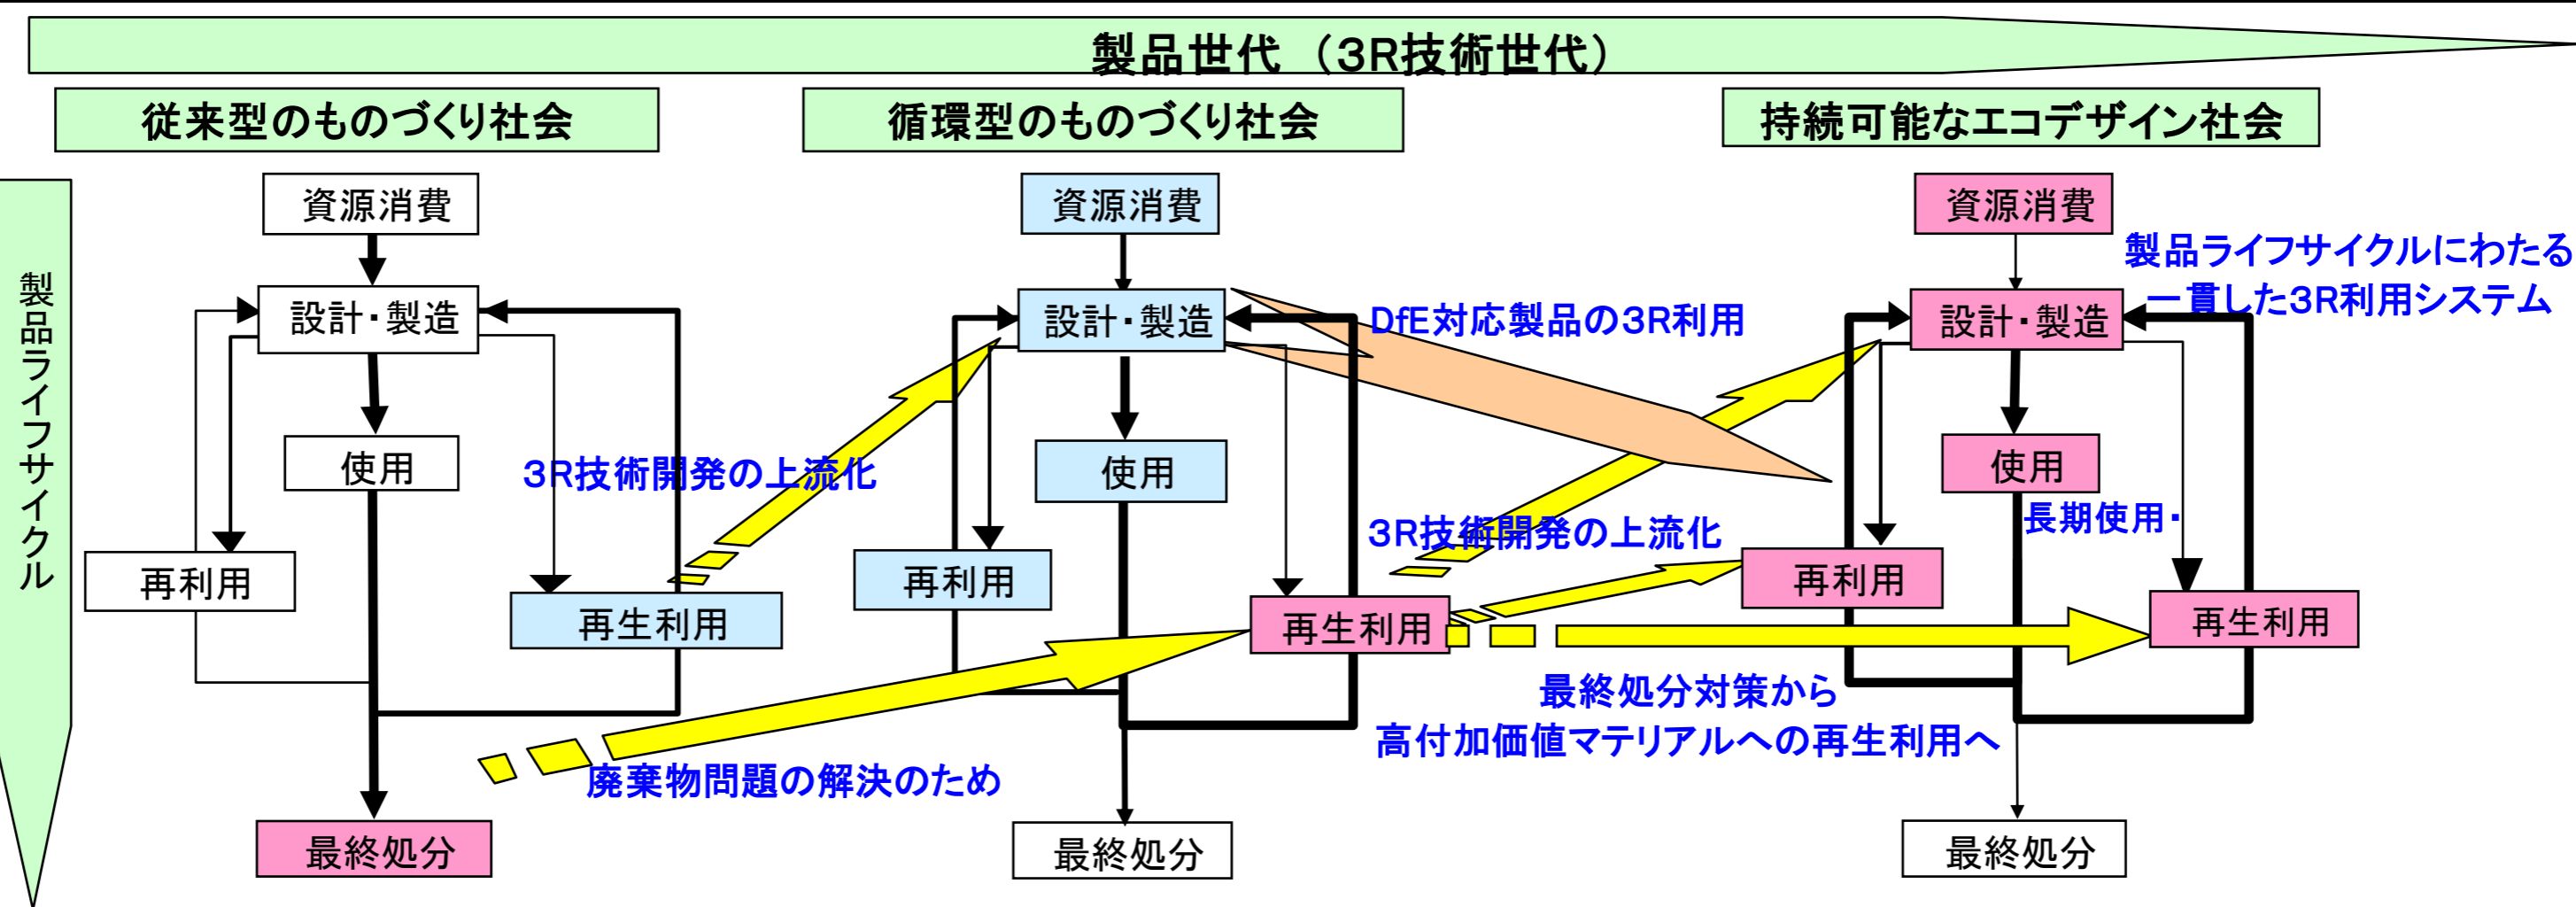 製品世代 （3R技術世代）
従来型のものづくり社会
循環型のものづくり社会
持続可能なエコデザイン社会
製品ライフサイクル
資源消費
設計・製造
使用
再利用
再生利用
最終処分
3R技術開発の上流化
廃棄物問題の解決のため
資源消費
設計・製造
使用
再利用
再生利用
最終処分
DfE対応製品の3R利用
3R技術開発の上流化
最終処分対策から
高付加価値マテリアルへの再生利用へ
資源消費
製品ライフサイクルにわたる
一貫した3R利用システム
設計・製造
使用
長期使用・
再利用
再生利用
最終処分